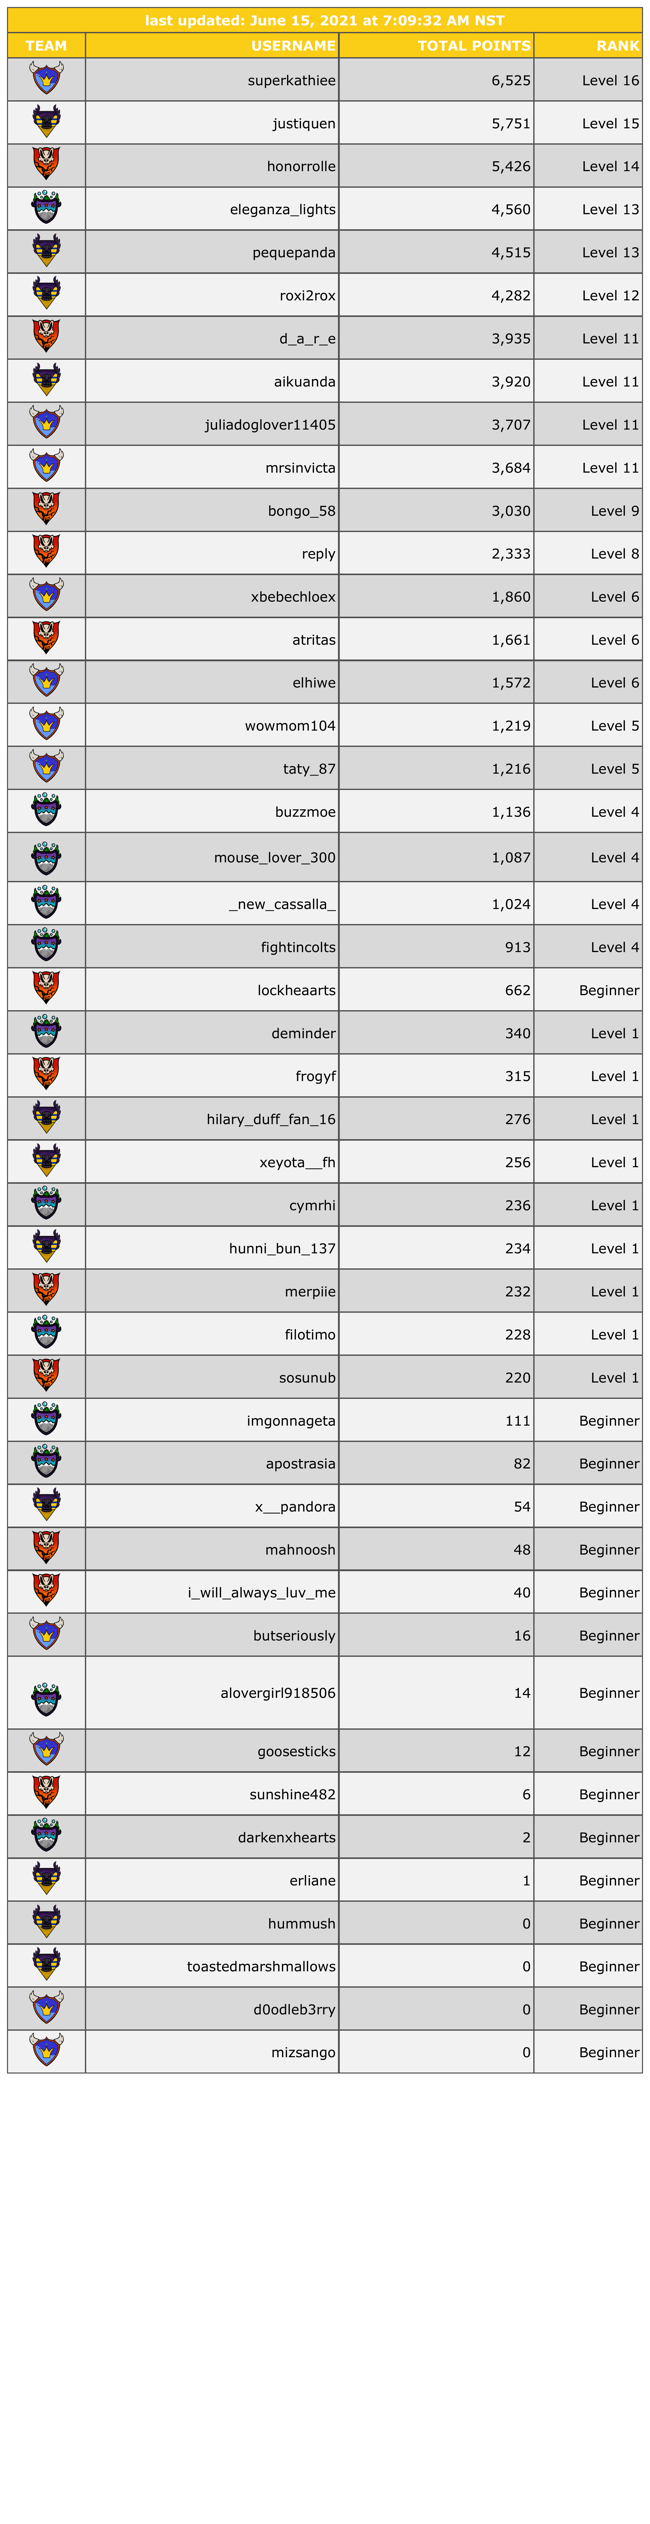 last updated: June 15, 2021 at 7:09:32 AM NST
TEAM USERNAME TOTAL POINTS RANK
superkathiee 6,525 Level 16
justiquen 5,751 Level 15
honorrolle 5,426 Level 14
eleganza_lights 4,560 Level 13
pequepanda 4,515 Level 13
roxi2rox 4,282 Level 12
d_a_r_e 3,935 Level 11
aikuanda 3,920 Level 11
juliadoglover11405 3,707 Level 11
mrsinvicta 3,684 Level 11
bongo_58 3,030 Level 9
reply 2,333 Level 8
xbebechloex 1,860 Level 6
atritas 1,661 Level 6
elhiwe 1,572 Level 6
wowmom104 1,219 Level 5
taty_87 1,216 Level 5
buzzmoe 1,136 Level 4
mouse_lover_300 1,087 Level 4
_new_cassalla_ 1,024 Level 4
fightincolts 913 Level 4
lockheaarts 662 Beginner
deminder 340 Level 1
frogyf 315 Level 1
hilary_duff_fan_16 276 Level 1
xeyota__fh 256 Level 1
cymrhi 236 Level 1
hunni_bun_137 234 Level 1
merpiie 232 Level 1
filotimo 228 Level 1
sosunub 220 Level 1
imgonnageta 111 Beginner
apostrasia 82 Beginner
x__pandora 54 Beginner
mahnoosh 48 Beginner
i_will_always_luv_me 40 Beginner
butseriously 16 Beginner
alovergirl918506 14 Beginner
goosesticks 12 Beginner
sunshine482 6 Beginner
darkenxhearts 2 Beginner
erliane 1 Beginner
hummush 0 Beginner
toastedmarshmallows 0 Beginner
d0odleb3rry 0 Beginner
mizsango 0 Beginner